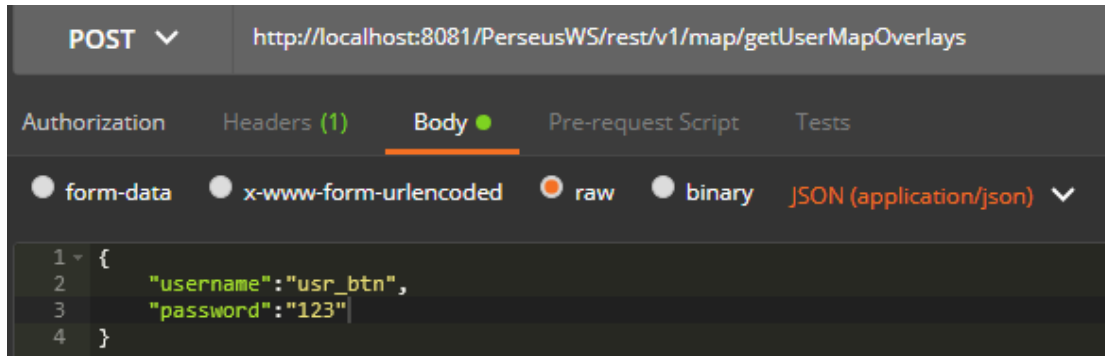 POST http://localhost:8081/PerseusWS/rest/v1/map/getUserMapOverlays
Authorization Headers (1) Body Pre-request Script Tests
form-data x-www-form-urlencoded raw binary JSON (application/json)
1 {
2 "username":"usr_btn",
3 "password":"123"
4 }